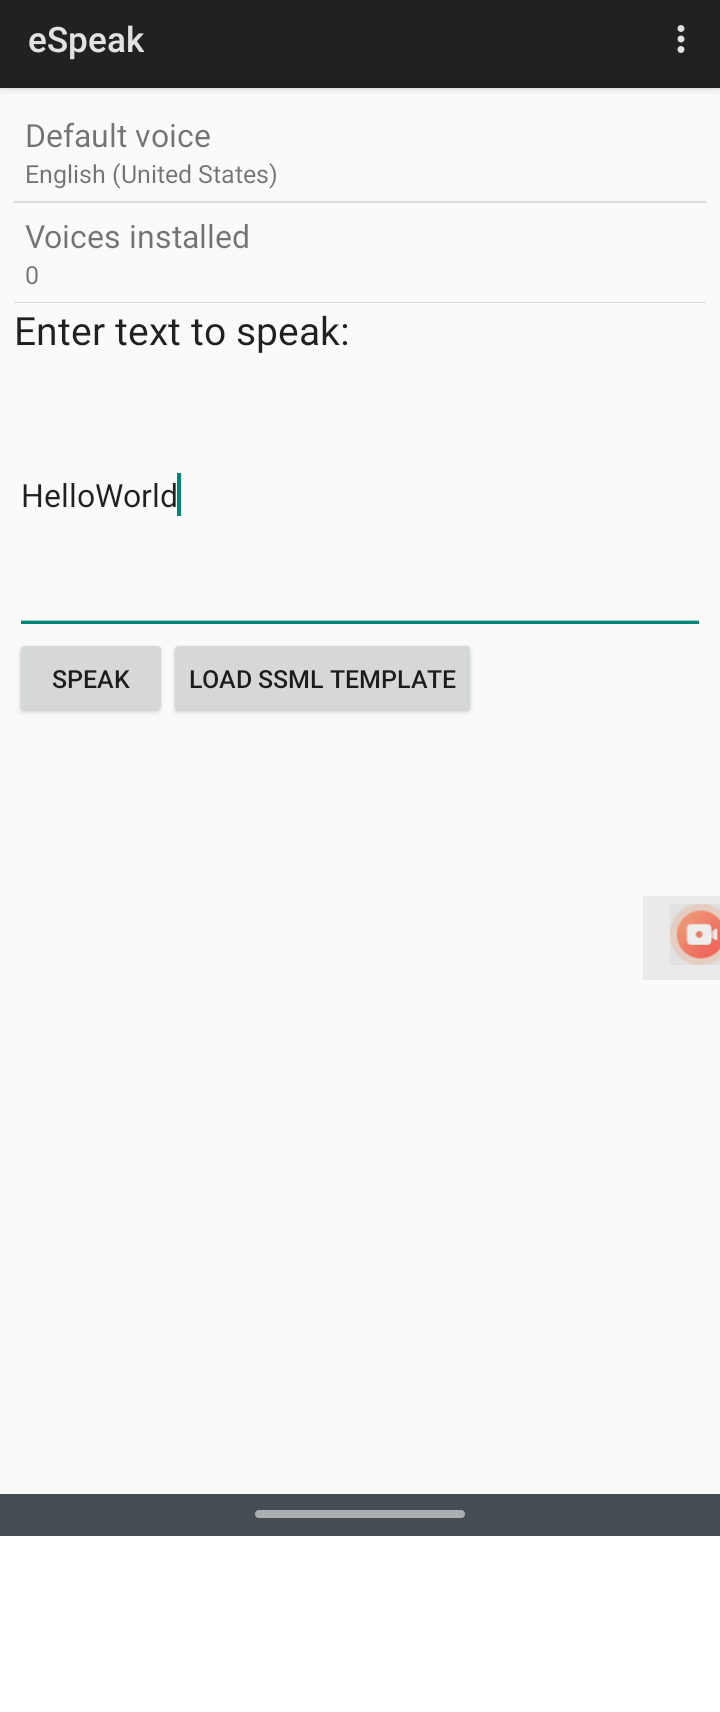 eSpeak
Default voice
English (United States)
Voices installed
0
Enter text to speak:
HelloWorld
SPEAK
LOAD SSML TEMPLATE